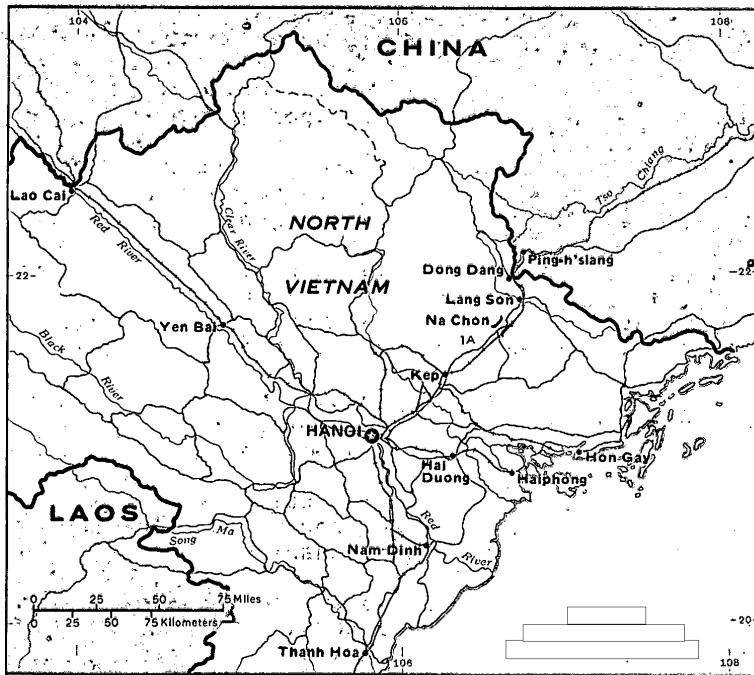 104
106
108
CHINA
Lao Cai
Red River
Clear River
NORTH
VIETNAM
Tso Chiang
Ping-h'siang
Dong Dang
22
22
Lang Son
Na Chon
1A
Yen Bai
Black River
Kep
HANOI
Hai Duong
Hon Gay
Haiphong
LAOS
Song Ma
Red River
Nam Dinh
0 25 50 75 Miles
0 25 50 75 Kilometers
20
Thanh Hoa
106
108